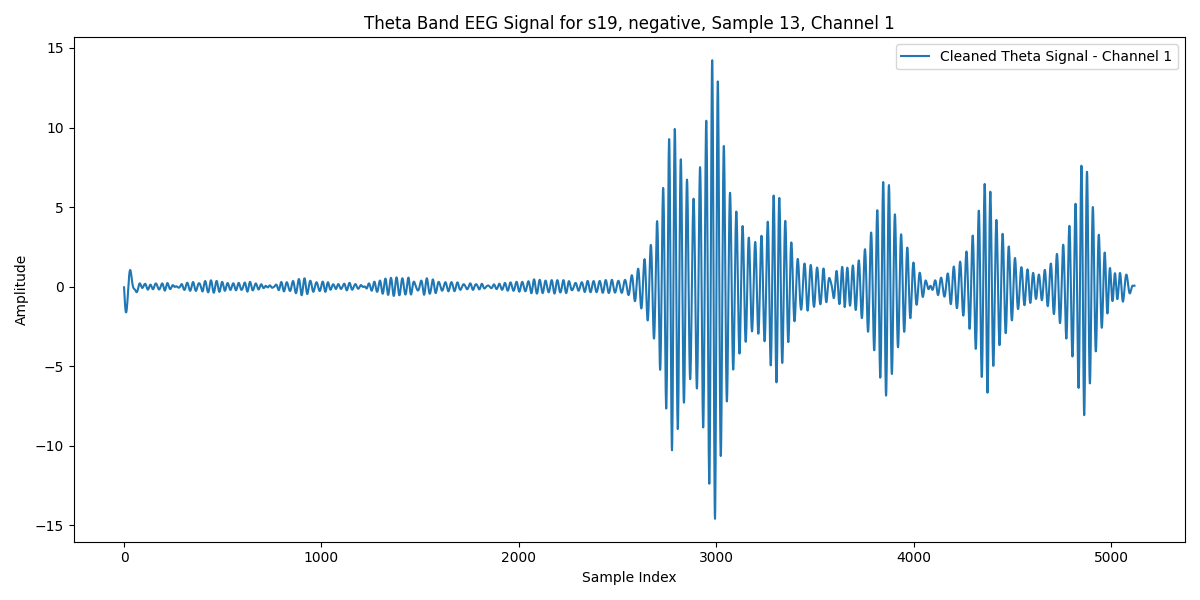 Theta Band EEG Signal for s19, negative, Sample 13, Channel 1
Cleaned Theta Signal - Channel 1
Amplitude
15
10
5
0
−5
−10
−15
0 1000 2000 3000 4000 5000
Sample Index